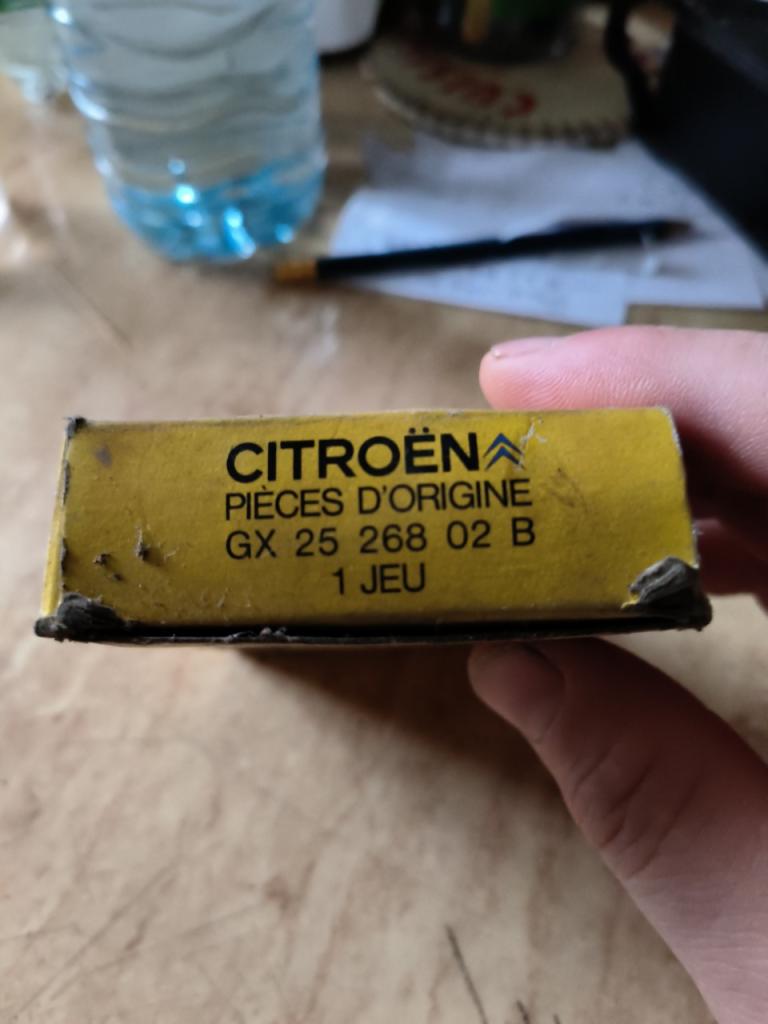 CITROËN
PIÈCES D'ORIGINE
GX 25 268 02 B
1 JEU